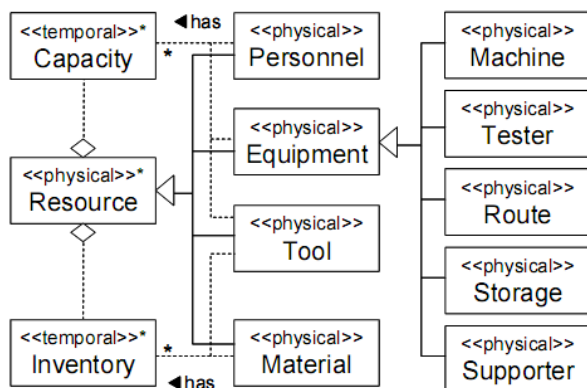 <<temporal>>*
Capacity
◀has
*
<<physical>>
Personnel
<<physical>>
Machine
<<physical>>
Equipment
<<physical>>
Tester
<<physical>>*
Resource
<<physical>>
Route
<<physical>>
Tool
<<physical>>
Storage
<<temporal>>*
Inventory
*
◀has
<<physical>>
Material
<<physical>>
Supporter